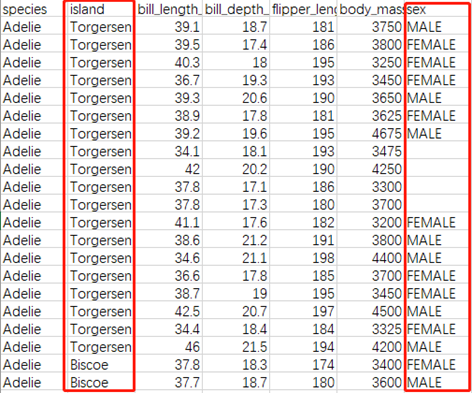 species island bill_length_ bill_depth_ flipper_leng body_mass sex
Adelie Torgersen 39.1 18.7 181 3750 MALE
Adelie Torgersen 39.5 17.4 186 3800 FEMALE
Adelie Torgersen 40.3 18 195 3250 FEMALE
Adelie Torgersen 36.7 19.3 193 3450 FEMALE
Adelie Torgersen 39.3 20.6 190 3650 MALE
Adelie Torgersen 38.9 17.8 181 3625 FEMALE
Adelie Torgersen 39.2 19.6 195 4675 MALE
Adelie Torgersen 34.1 18.1 193 3475
Adelie Torgersen 42 20.2 190 4250
Adelie Torgersen 37.8 17.1 186 3300
Adelie Torgersen 37.8 17.3 180 3700
Adelie Torgersen 41.1 17.6 182 3200 FEMALE
Adelie Torgersen 38.6 21.2 191 3800 MALE
Adelie Torgersen 34.6 21.1 198 4400 MALE
Adelie Torgersen 36.6 17.8 185 3700 FEMALE
Adelie Torgersen 38.7 19 195 3450 FEMALE
Adelie Torgersen 42.5 20.7 197 4500 MALE
Adelie Torgersen 34.4 18.4 184 3325 FEMALE
Adelie Torgersen 46 21.5 194 4200 MALE
Adelie Biscoe 37.8 18.3 174 3400 FEMALE
Adelie Biscoe 37.7 18.7 180 3600 MALE